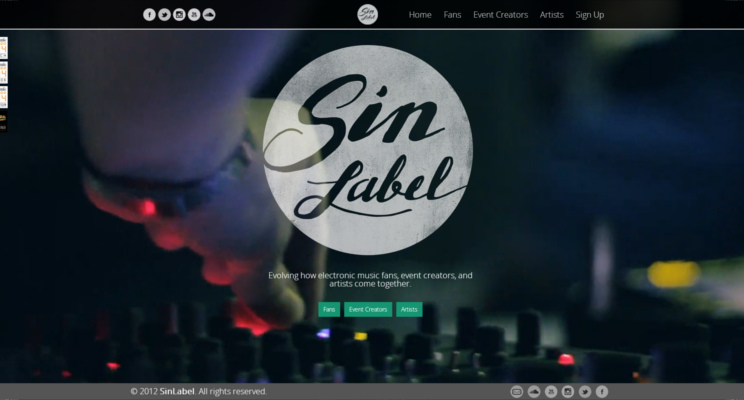 Sin
Label
Home Fans Event Creators Artists Sign Up
Sin
Label
Evolving how electronic music fans, event creators, and
artists come together.
Fans Event Creators Artists
© 2012 SinLabel. All rights reserved.